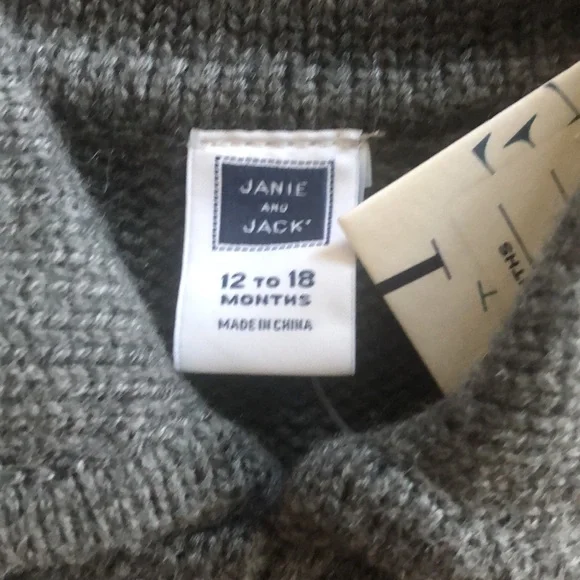 JANIE
AND
JACK
12 TO 18
MONTHS
MADE IN CHINA